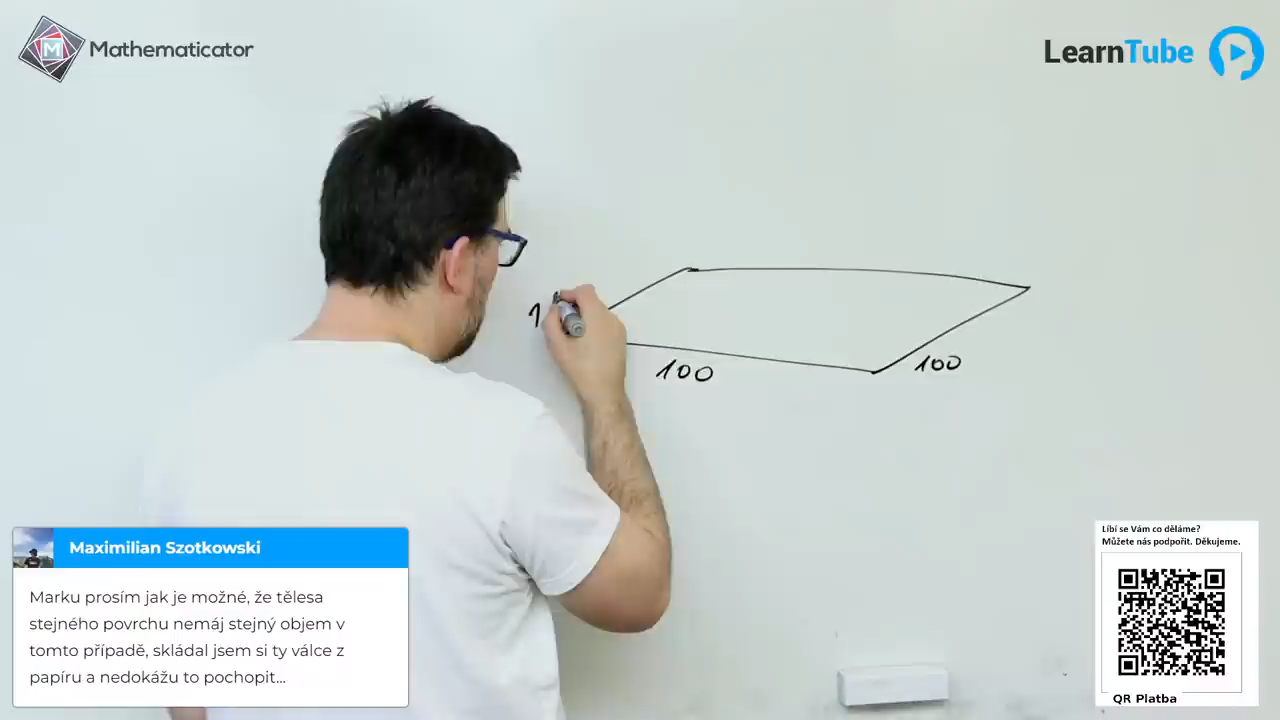 Mathematicator
LearnTube
1
100
100
Maximilian Szotkowski
Marku prosím jak je možné, že tělesa
stejného povrchu nemáj stejný objem v
tomto případě, skládal jsem si ty válce z
papíru a nedokážu to pochopit...
Líbí se Vám co děláme?
Můžete nás podpořit. Děkujeme.
QR Platba